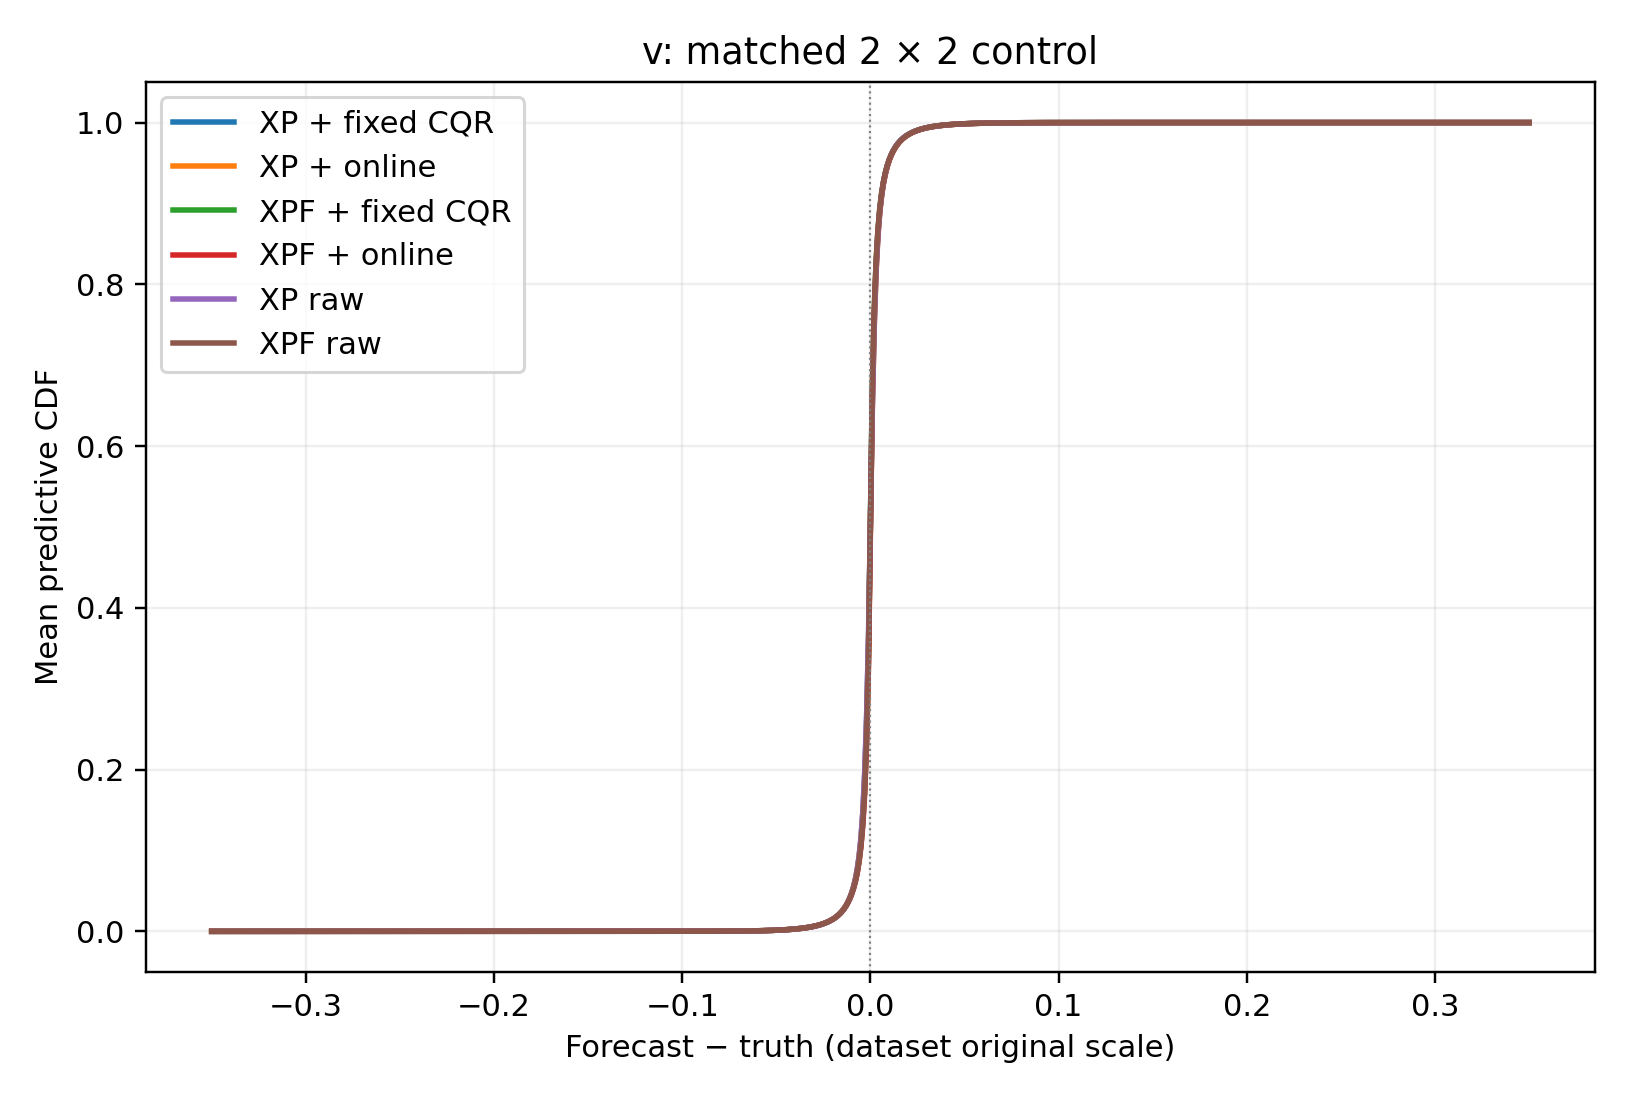 v: matched 2 × 2 control
XP + fixed CQR
XP + online
XPF + fixed CQR
XPF + online
XP raw
XPF raw
Mean predictive CDF
1.0
0.8
0.6
0.4
0.2
0.0
−0.3 −0.2 −0.1 0.0 0.1 0.2 0.3
Forecast − truth (dataset original scale)